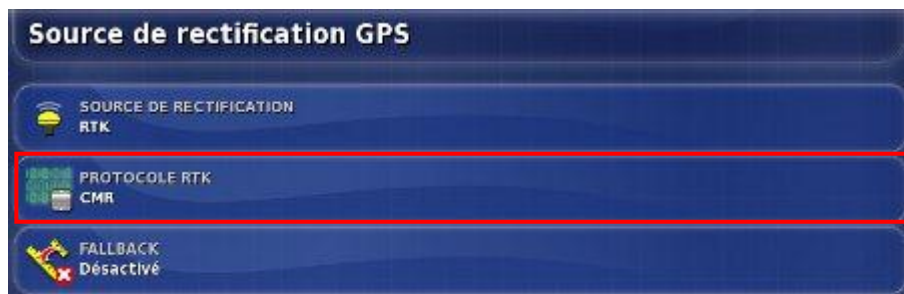 Source de rectification GPS
SOURCE DE RECTIFICATION
RTK
PROTOCOLE RTK
CMR
FALLBACK
Désactivé